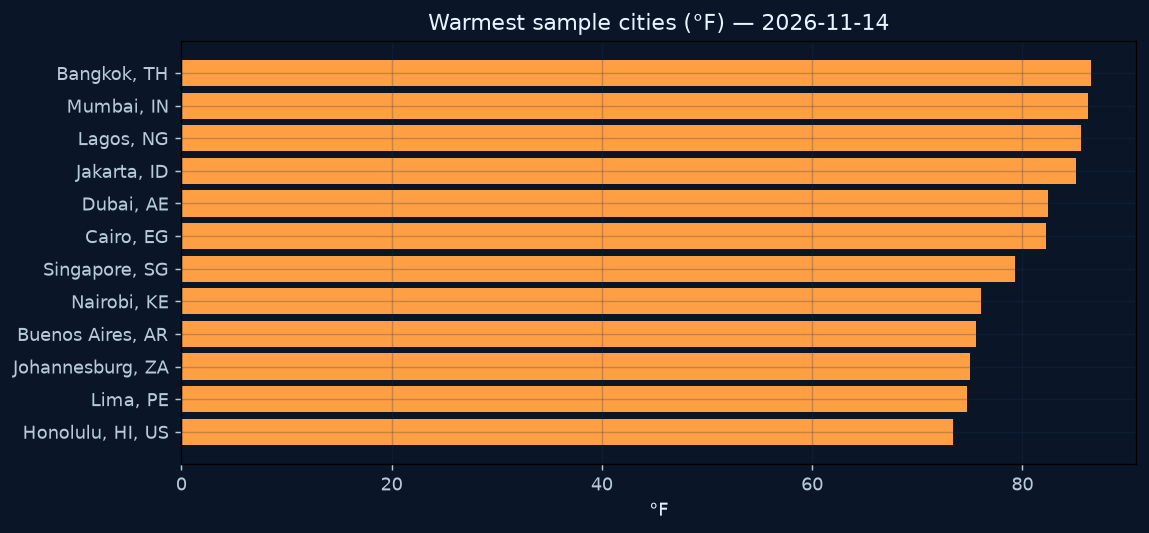 Warmest sample cities (°F) — 2026-11-14
Bangkok, TH
Mumbai, IN
Lagos, NG
Jakarta, ID
Dubai, AE
Cairo, EG
Singapore, SG
Nairobi, KE
Buenos Aires, AR
Johannesburg, ZA
Lima, PE
Honolulu, HI, US
0 20 40 60 80
°F